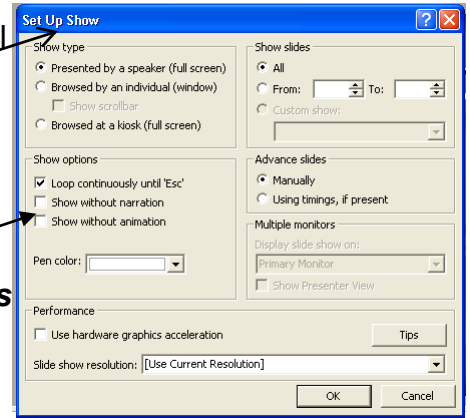 Set Up Show
Show type
Presented by a speaker (full screen)
Browsed by an individual (window)
Show scrollbar
Browsed at a kiosk (full screen)
Show slides
All
From: To:
Custom show:
Show options
Loop continuously until 'Esc'
Show without narration
Show without animation
Pen color:
Advance slides
Manually
Using timings, if present
Multiple monitors
Display slide show on:
Primary Monitor
Show Presenter View
s
Performance
Use hardware graphics acceleration
Tips
Slide show resolution: [Use Current Resolution]
OK Cancel